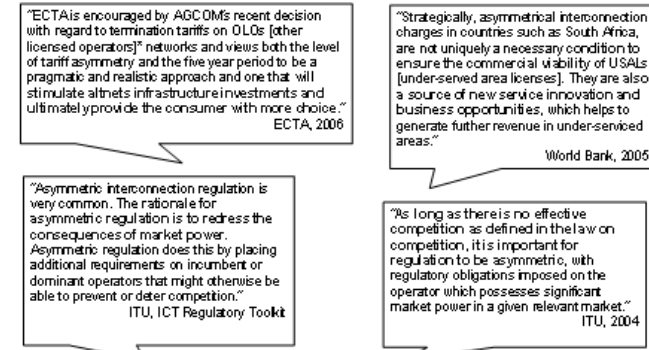 "ECTA is encouraged by AGCOM's recent decision
with regard to termination tariffs on OLOs [other
licensed operators]* networks and views both the level
of tariff asymmetry and the five year period to be a
pragmatic and realistic approach and one that will
stimulate altnets infrastructure investments and
ultimately provide the consumer with more choice."
ECTA, 2006
"Strategically, asymmetrical interconnection
charges in countries such as South Africa,
are not uniquely a necessary condition to
ensure the commercial viability of USALs
[under-served area licenses]. They are also
a source of new service innovation and
business opportunities, which helps to
generate further revenue in under-serviced
areas."
World Bank, 2005
"Asymmetric interconnection regulation is
very common. The rationale for
asymmetric regulation is to redress the
consequences of market power.
Asymmetric regulation does this by placing
additional requirements on incumbent or
dominant operators that might otherwise be
able to prevent or deter competition."
ITU, ICT Regulatory Toolkit
"As long as there is no effective
competition as defined in the law on
competition, it is important for
regulation to be asymmetric, with
regulatory obligations imposed on the
operator which possesses significant
market power in a given relevant market."
ITU, 2004